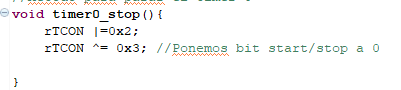 void timer0_stop(){
rTCON |=0x2;
rTCON ^= 0x3; //Ponemos bit start/stop a 0
}